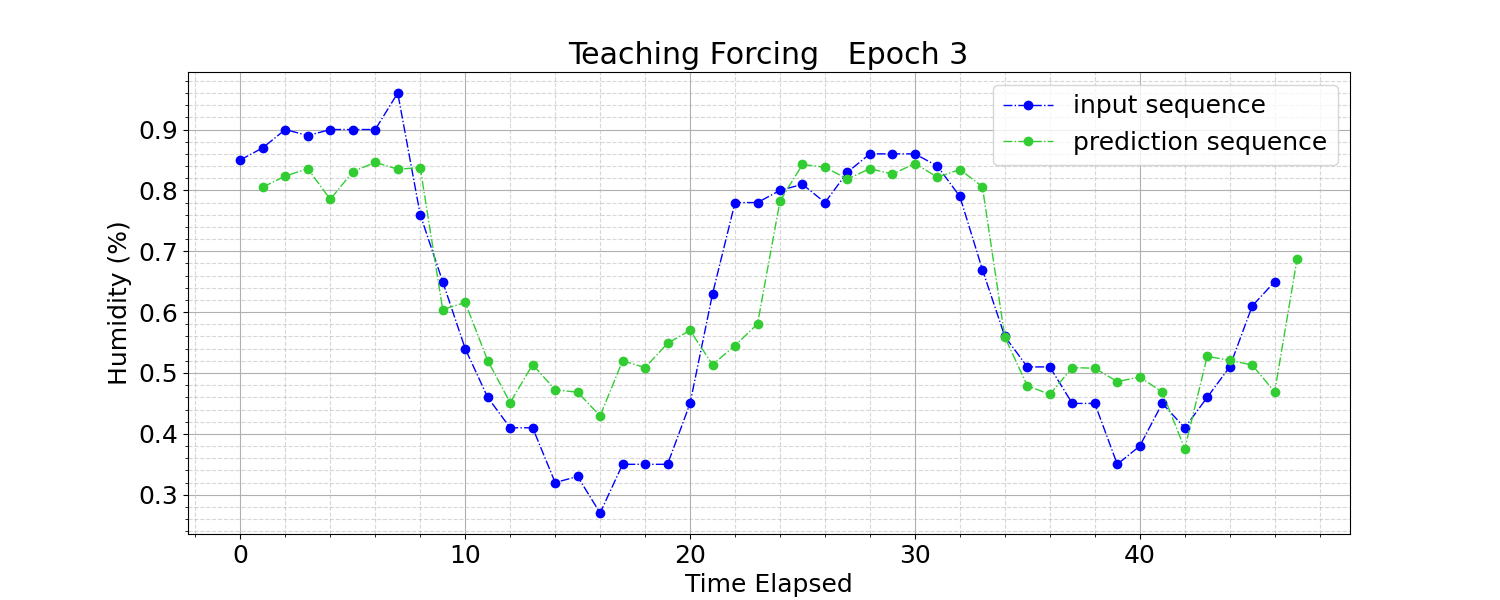 Teaching Forcing   Epoch 3
input sequence
prediction sequence
Humidity (%)
0.9
0.8
0.7
0.6
0.5
0.4
0.3
0 10 20 30 40
Time Elapsed